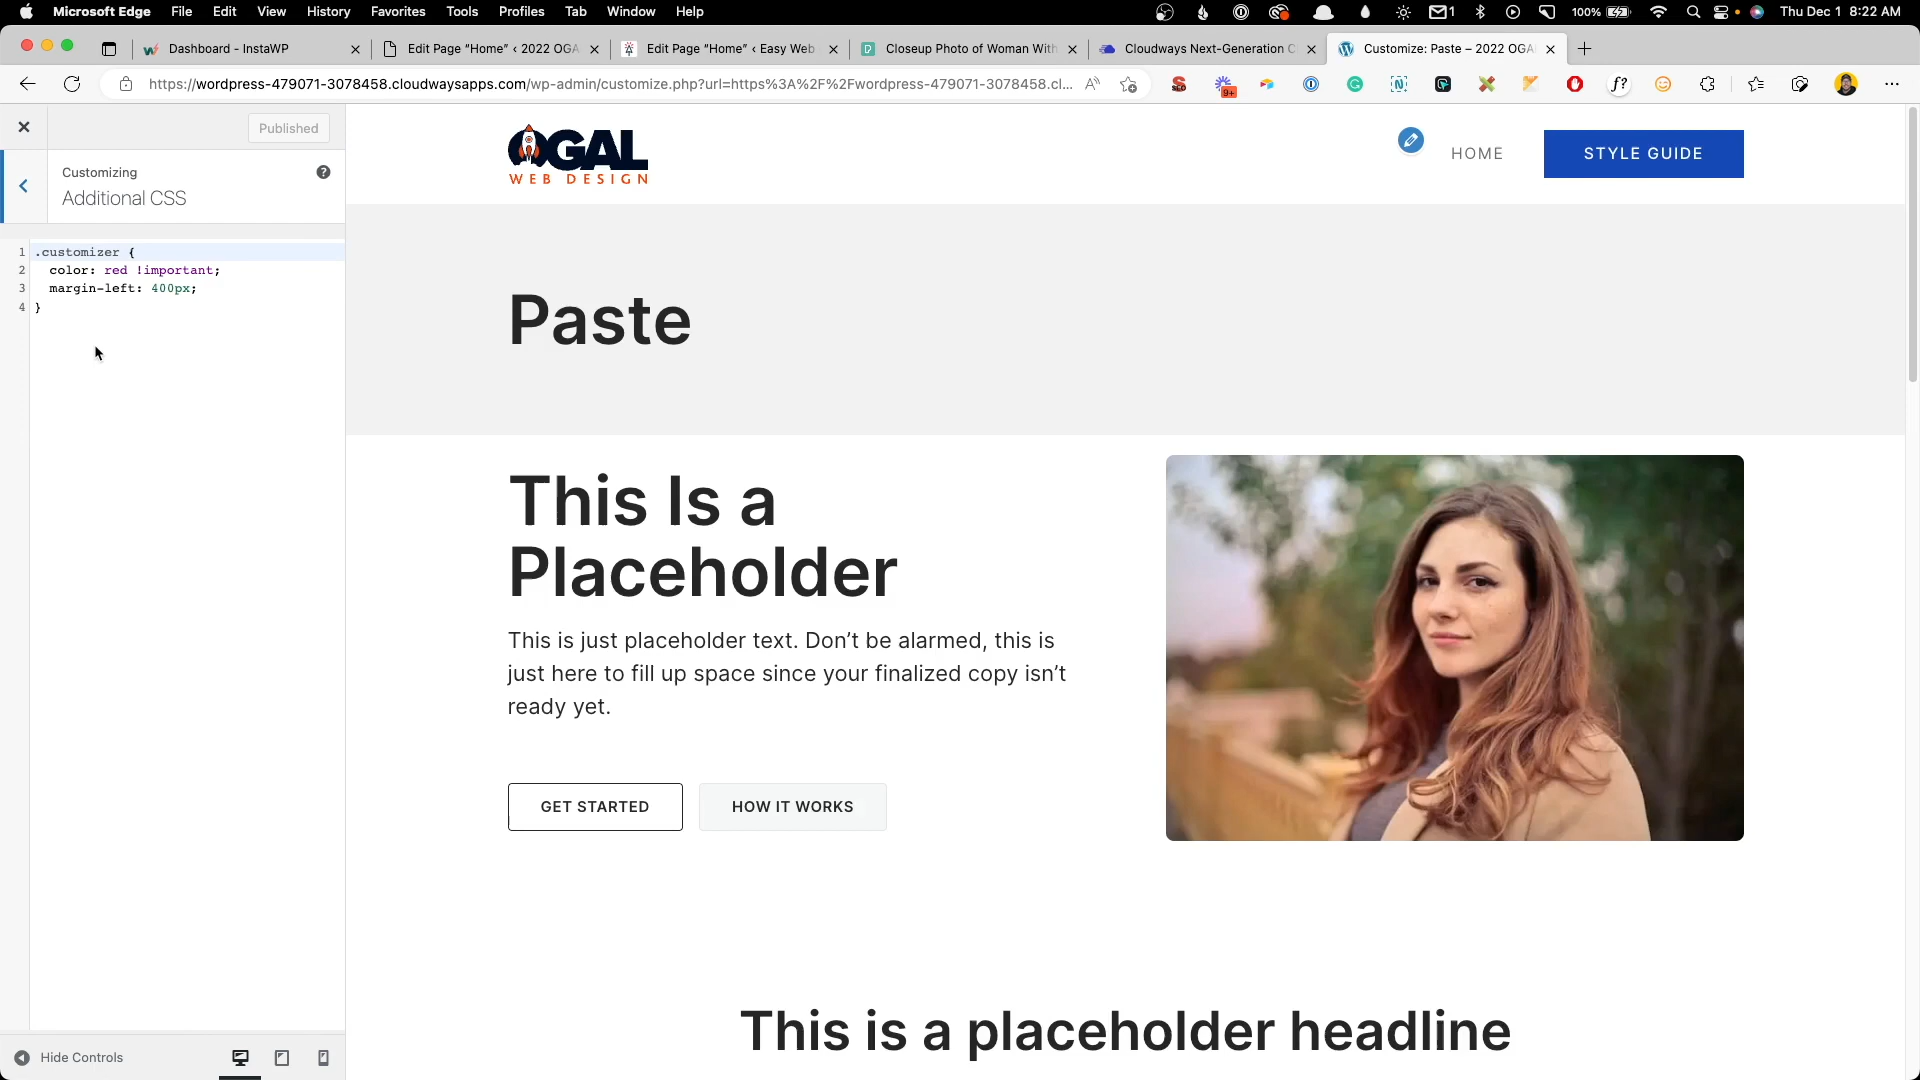 Microsoft Edge File Edit View History Favorites Tools Profiles Tab Window Help 1 100% Thu Dec 1 8:22 AM
Dashboard - InstaWP Edit Page “Home” ‹ 2022 OGA Edit Page “Home” ‹ Easy Web Closeup Photo of Woman With Cloudways Next-Generation C Customize: Paste – 2022 OGA
https://wordpress-479071-3078458.cloudwaysapps.com/wp-admin/customize.php?url=https%3A%2F%2Fwordpress-479071-3078458.cl... 9+ f?
Published
Customizing
Additional CSS
1 .customizer {
2 color: red !important;
3 margin-left: 400px;
4 }
Hide Controls
OGAL
WEB DESIGN
HOME STYLE GUIDE
Paste
This Is a
Placeholder
This is just placeholder text. Don’t be alarmed, this is
just here to fill up space since your finalized copy isn’t
ready yet.
GET STARTED HOW IT WORKS
This is a placeholder headline